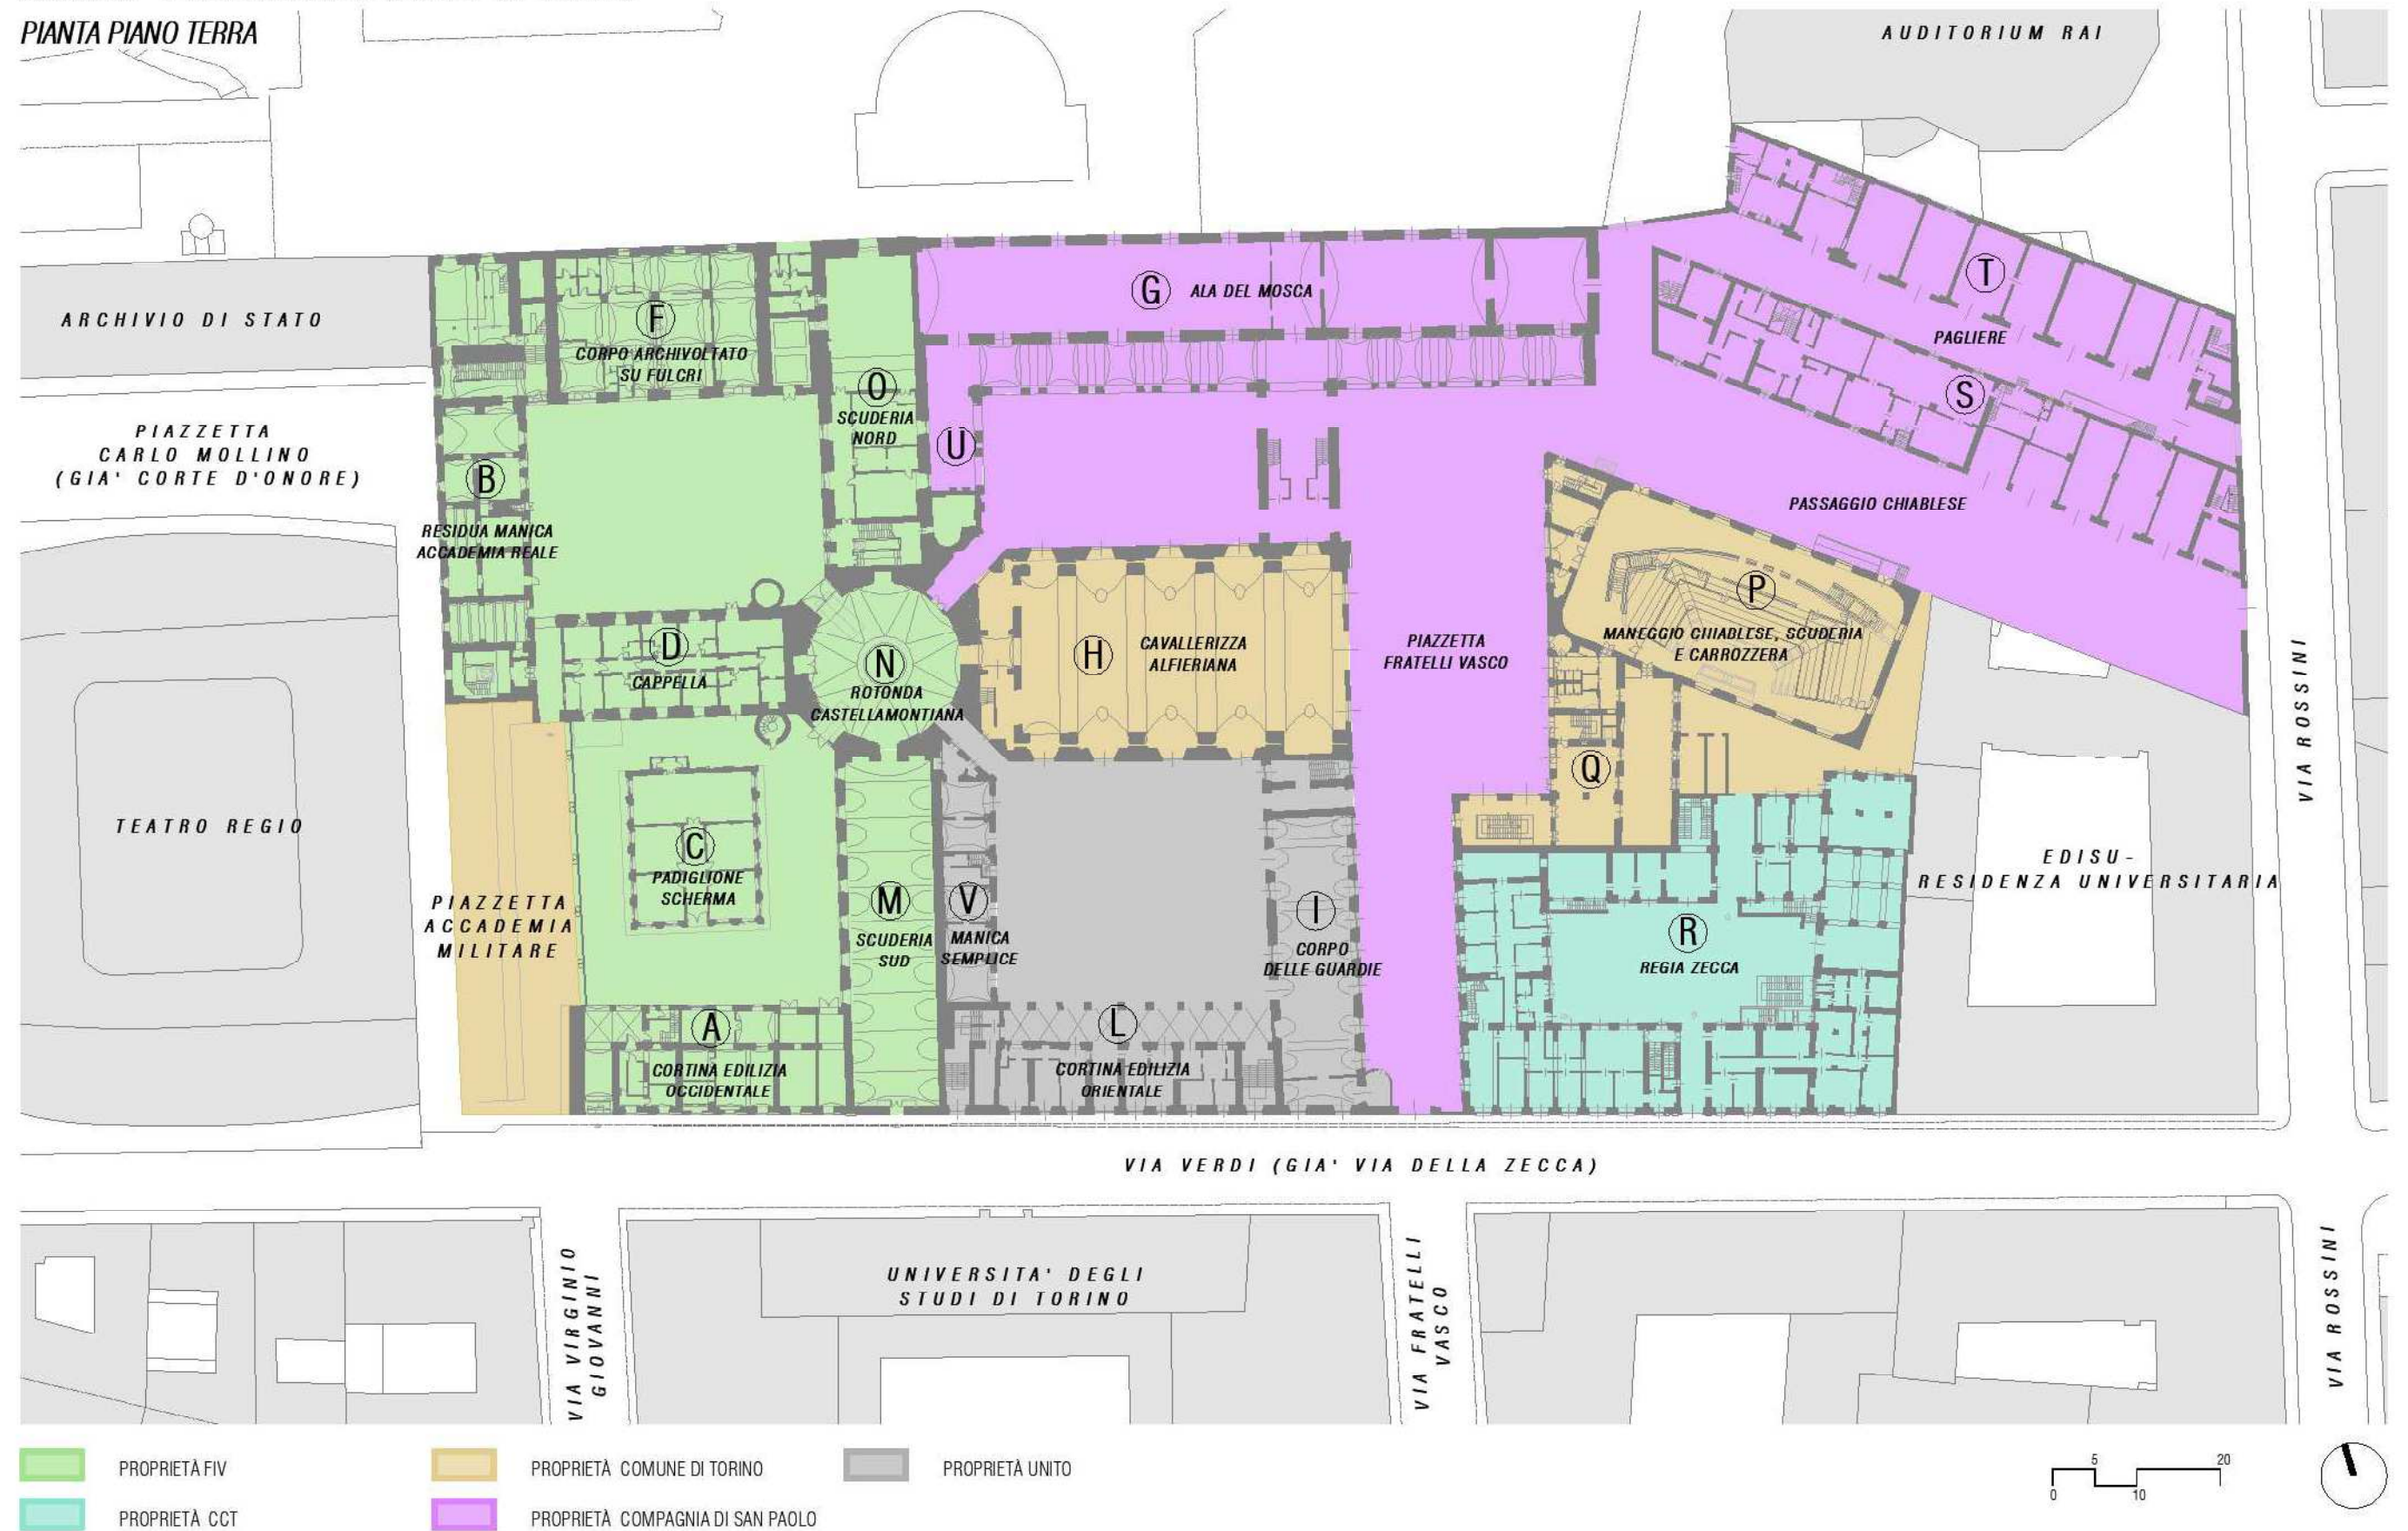 PIANTA PIANO TERRA
AUDITORIUM RAI
ARCHIVIO DI STATO
F
CORPO ARCHIVOLTATO
SU FULCRI
G
ALA DEL MOSCA
T
PAGLIERE
S
O
SCUDERIA
NORD
U
PIAZZETTA
CARLO MOLLINO
(GIA' CORTE D'ONORE)
B
RESIDUA MANICA
ACCADEMIA REALE
PASSAGGIO CHIABLESE
P
MANEGGIO CHIABLESE, SCUDERIA
E CARROZZERA
D
CAPPELLA
N
ROTONDA
CASTELLAMONTIANA
H
CAVALLERIZZA
ALFIERIANA
PIAZZETTA
FRATELLI VASCO
VIA ROSSINI
Q
TEATRO REGIO
C
PADIGLIONE
SCHERMA
PIAZZETTA
ACCADEMIA
MILITARE
M
SCUDERIA
SUD
V
MANICA
SEMPLICE
I
CORPO
DELLE GUARDIE
R
REGIA ZECCA
EDISU-
RESIDENZA UNIVERSITARIA
A
CORTINA EDILIZIA
OCCIDENTALE
L
CORTINA EDILIZIA
ORIENTALE
VIA VERDI (GIA' VIA DELLA ZECCA)
VIA VIRGINIO
GIOVANNI
UNIVERSITA' DEGLI
STUDI DI TORINO
VIA FRATELLI
VASCO
VIA ROSSINI
PROPRIETÀ FIV
PROPRIETÀ COMUNE DI TORINO
PROPRIETÀ UNITO
PROPRIETÀ CCT
PROPRIETÀ COMPAGNIA DI SAN PAOLO
5 20
0 10